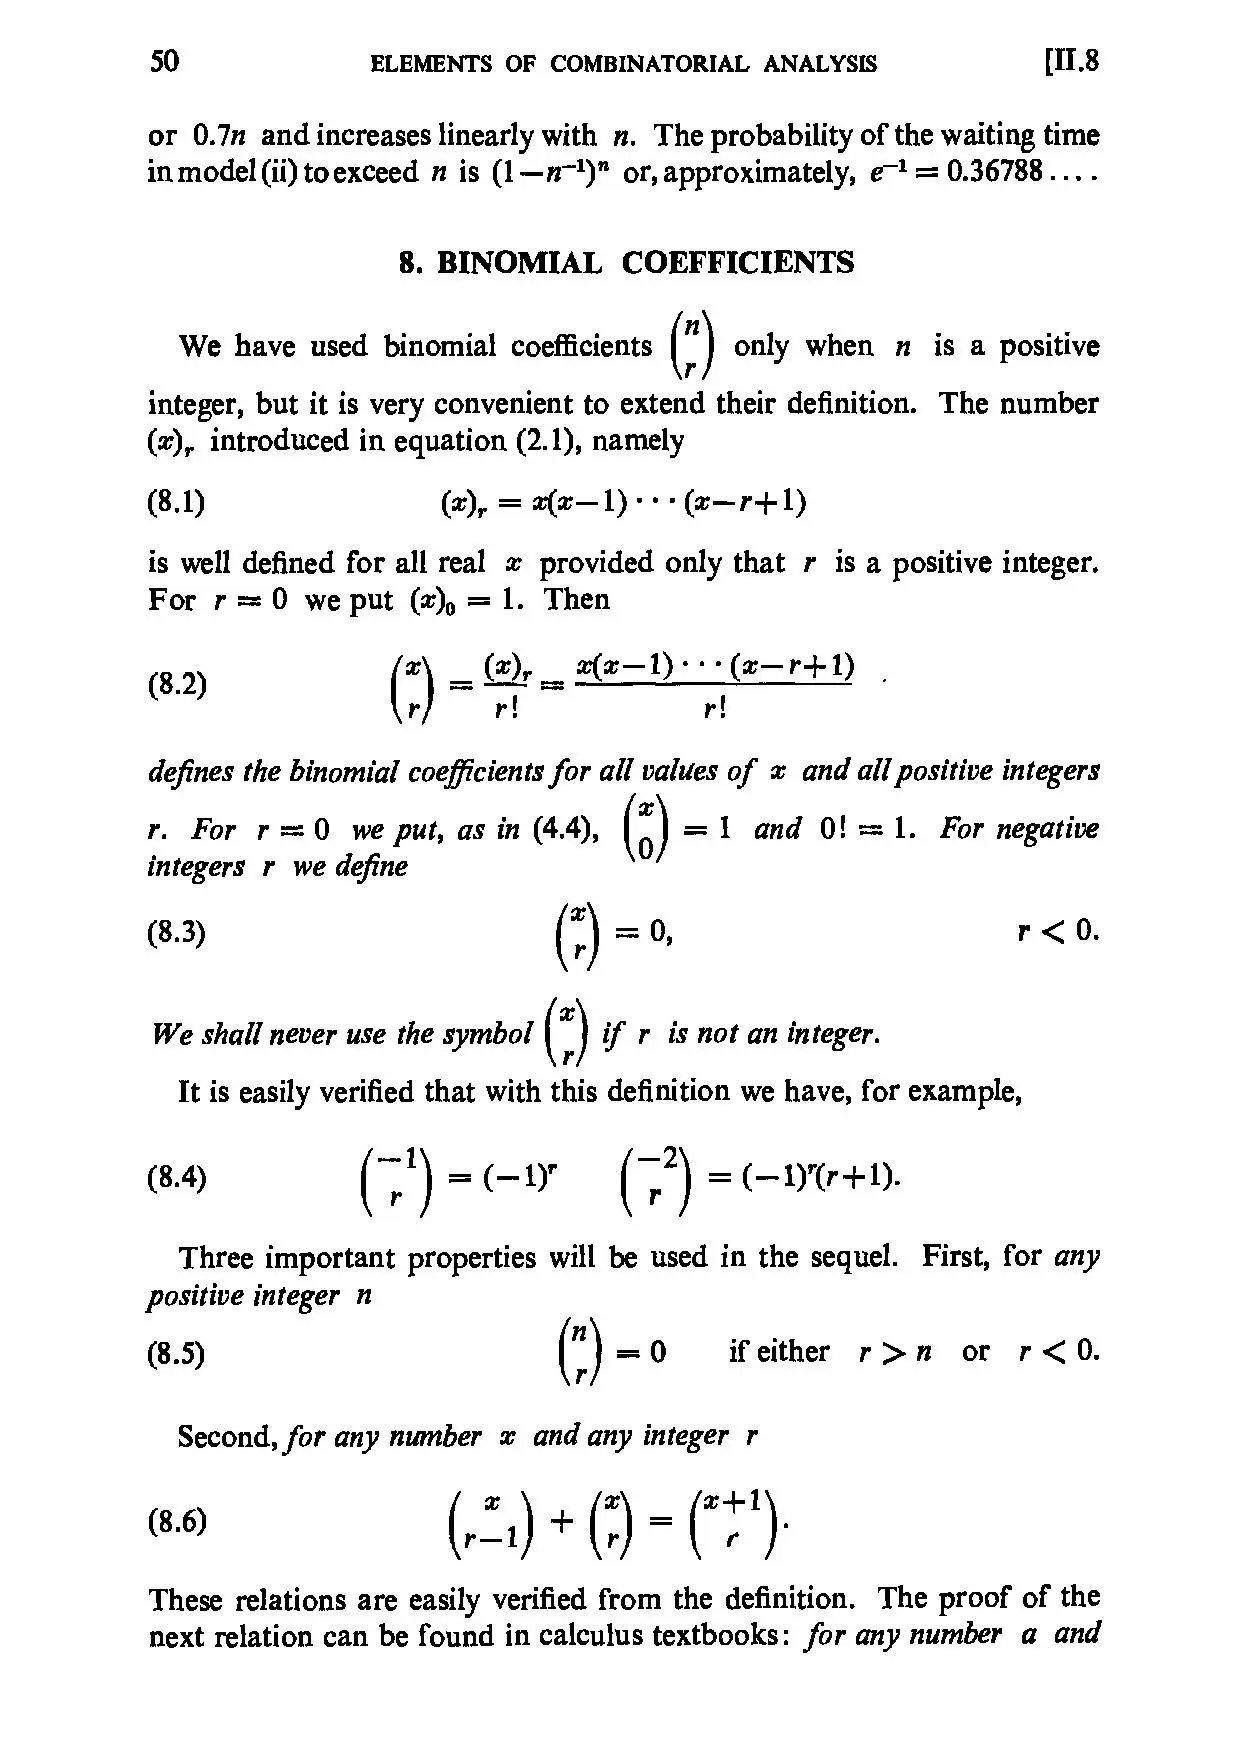 50 ELEMENTS OF COMBINATORIAL ANALYSIS [II.8
or 0.7n and increases linearly with n. The probability of the waiting time
in model (ii) to exceed n is (1−n⁻¹)ⁿ or, approximately, e⁻¹ = 0.36788 . . . .
8. BINOMIAL COEFFICIENTS
We have used binomial coefficients \binom{n}{r} only when n is a positive
integer, but it is very convenient to extend their definition. The number
(x)ᵣ introduced in equation (2.1), namely
(8.1) (x)ᵣ = x(x−1) · · · (x−r+1)
is well defined for all real x provided only that r is a positive integer.
For r = 0 we put (x)₀ = 1. Then
(8.2) \binom{x}{r} = \frac{(x)_r}{r!} = \frac{x(x−1) · · · (x−r+1)}{r!}
defines the binomial coefficients for all values of x and all positive integers
r. For r = 0 we put, as in (4.4), \binom{x}{0} = 1 and 0! = 1. For negative
integers r we define
(8.3) \binom{x}{r} = 0, r < 0.
We shall never use the symbol \binom{x}{r} if r is not an integer.
It is easily verified that with this definition we have, for example,
(8.4) \binom{−1}{r} = (−1)ʳ \binom{−2}{r} = (−1)ʳ(r+1).
Three important properties will be used in the sequel. First, for any
positive integer n
(8.5) \binom{n}{r} = 0 if either r > n or r < 0.
Second, for any number x and any integer r
(8.6) \binom{x}{r−1} + \binom{x}{r} = \binom{x+1}{r}.
These relations are easily verified from the definition. The proof of the
next relation can be found in calculus textbooks: for any number a and